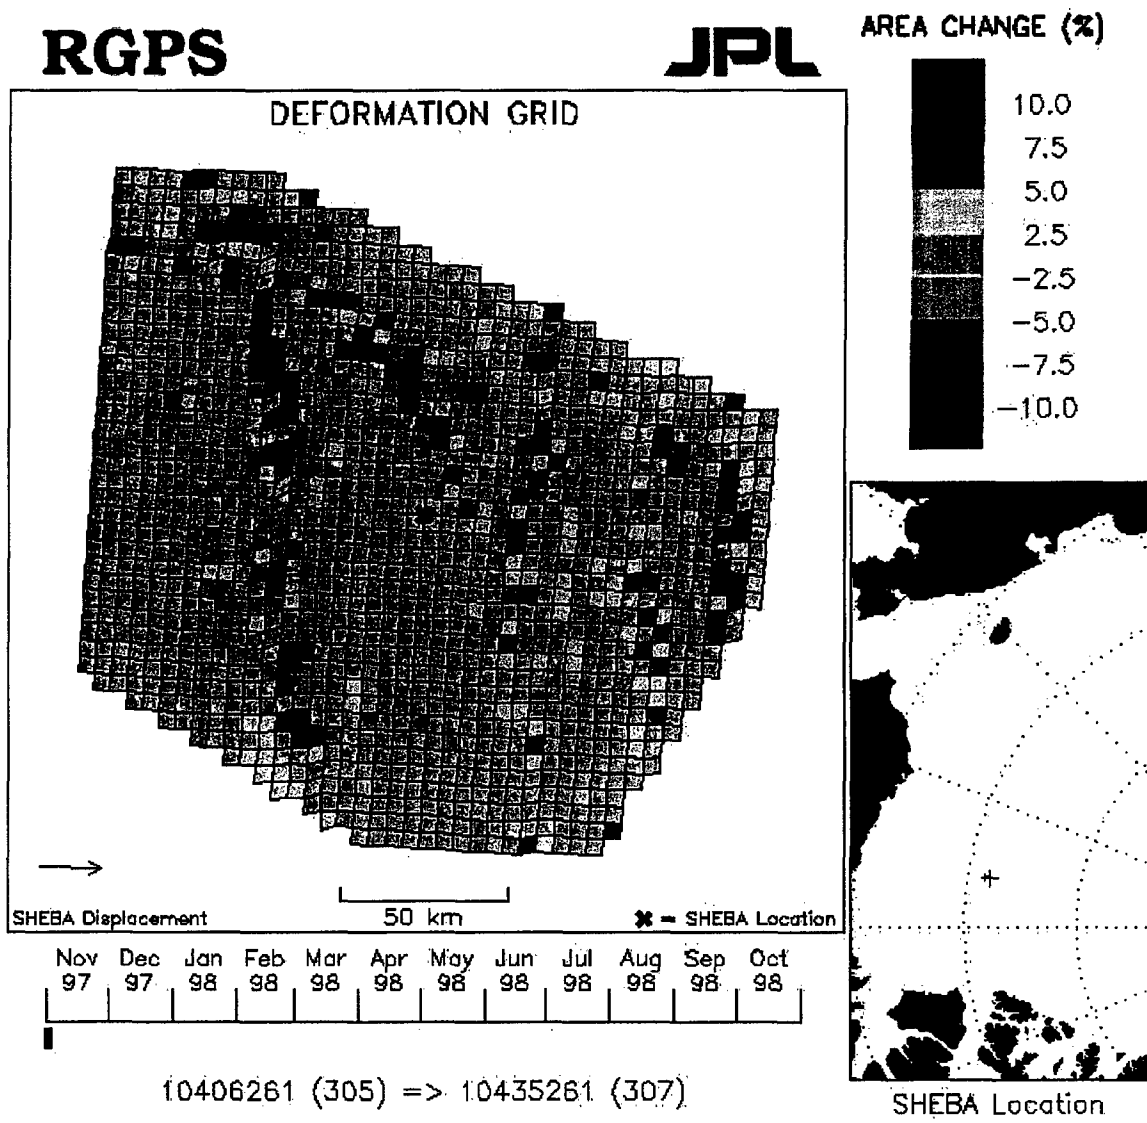 RGPS
JPL
AREA CHANGE (%)
DEFORMATION GRID
10.0
7.5
5.0
2.5
-2.5
-5.0
-7.5
-10.0
SHEBA Displacement
50 km
✖ = SHEBA Location
Nov Dec Jan Feb Mar Apr May Jun Jul Aug Sep Oct
97 97 98 98 98 98 98 98 98 98 98 98
10406261 (305) => 10435261 (307)
SHEBA Location